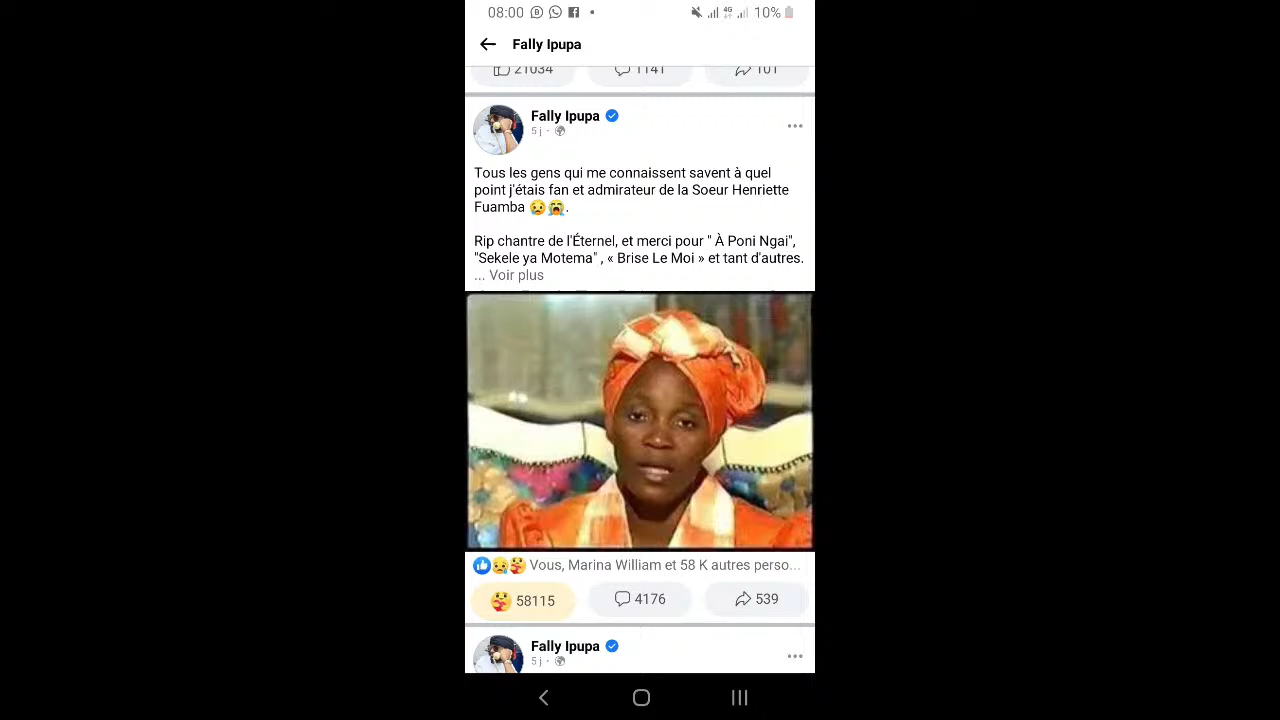 08:00 4G 10%
Fally Ipupa
21034 1141 101
Fally Ipupa
5 j ·
Tous les gens qui me connaissent savent à quel
point j'étais fan et admirateur de la Soeur Henriette
Fuamba 😢😭.
Rip chantre de l'Éternel, et merci pour " À Poni Ngai",
"Sekele ya Motema" , « Brise Le Moi » et tant d'autres.
... Voir plus
Vous, Marina William et 58 K autres perso...
58115 4176 539
Fally Ipupa
5 j ·